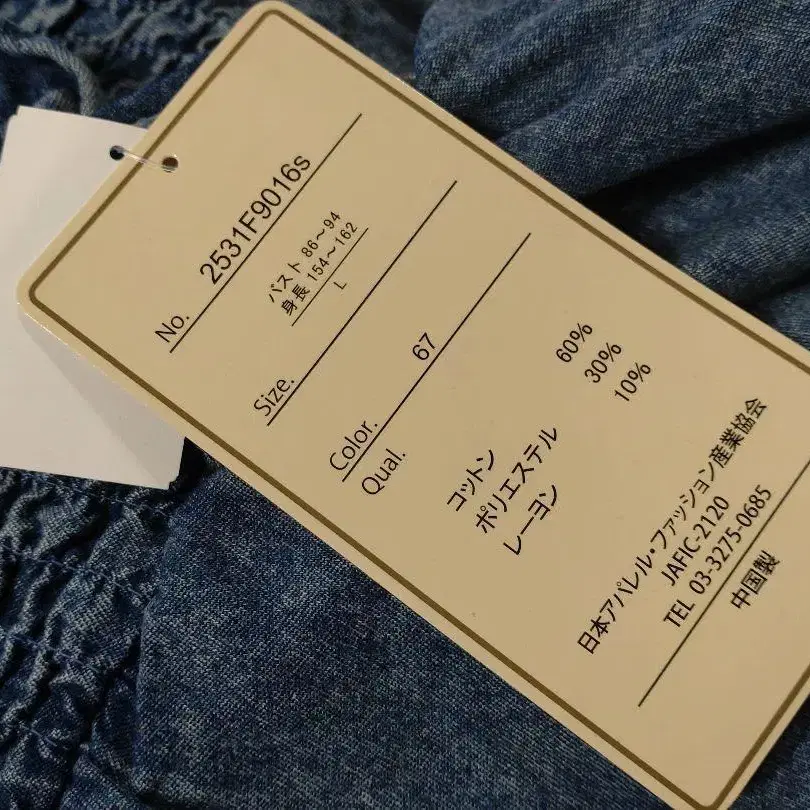 No. 2531F9016s
バスト 86～94
身長 154～162
Size. L
Color. 67
Qual.
コットン 60%
ポリエステル 30%
レーヨン 10%
日本アパレル・ファッション産業協会
JAFIC-2120
TEL 03-3275-0685
中国製